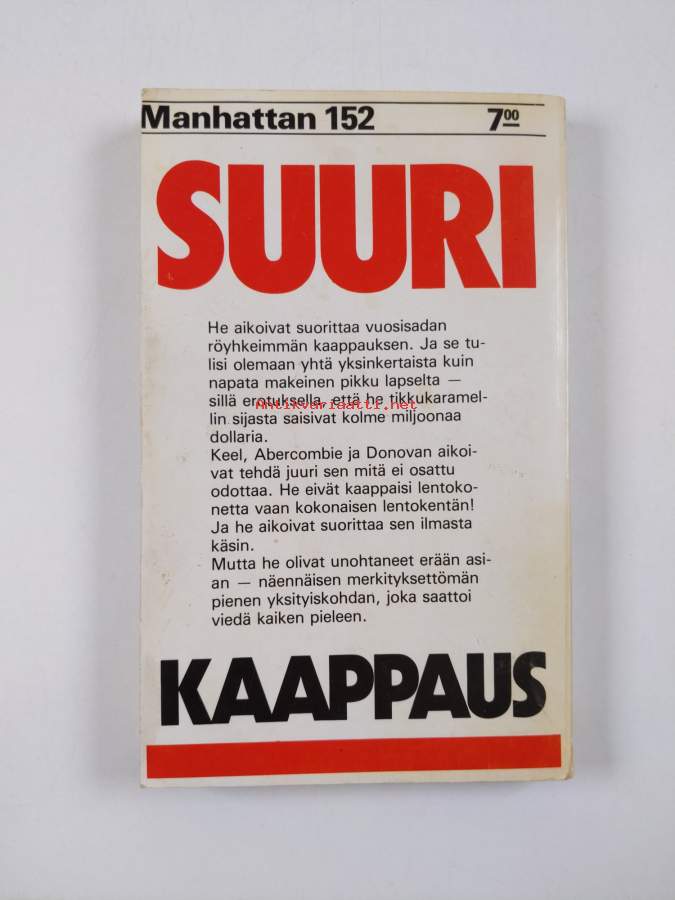 Manhattan 152 7⁰⁰
SUURI
He aikoivat suorittaa vuosisadan
röyhkeimmän kaappauksen. Ja se tu-
lisi olemaan yhtä yksinkertaista kuin
napata makeinen pikku lapselta —
sillä erotuksella, että he tikkukaramel-
Antikvariaatti.net
lin sijasta saisivat kolme miljoonaa
dollaria.
Keel, Abercombie ja Donovan aikoi-
vat tehdä juuri sen mitä ei osattu
odottaa. He eivät kaappaisi lentoko-
netta vaan kokonaisen lentokentän!
Ja he aikoivat suorittaa sen ilmasta
käsin.
Mutta he olivat unohtaneet erään asi-
an — näennäisen merkityksettömän
pienen yksityiskohdan, joka saattoi
viedä kaiken pieleen.
KAAPPAUS